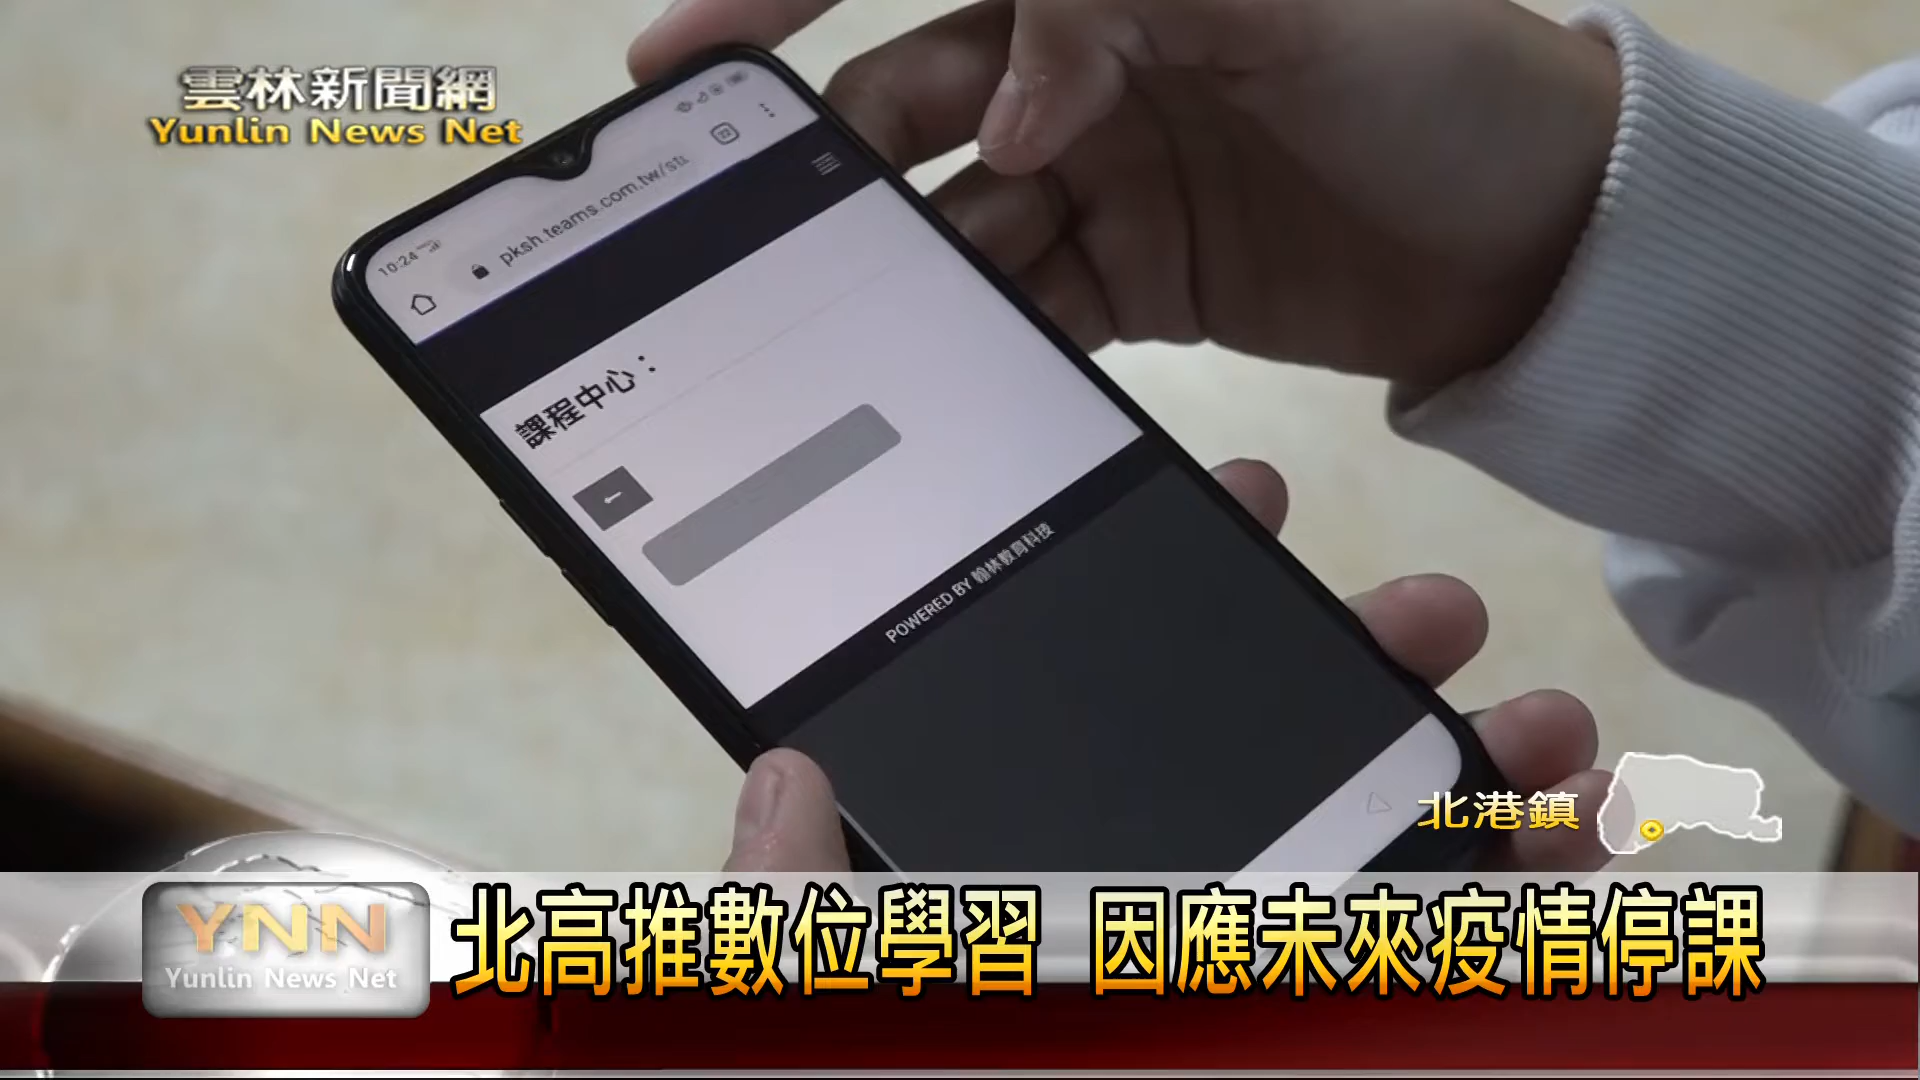 雲林新聞網
Yunlin News Net
22
10:24
pksh.teams.com.tw/stu
課程中心：
←
POWERED BY 翰林教育科技
北港鎮
YNN
Yunlin News Net
北高推數位學習 因應未來疫情停課